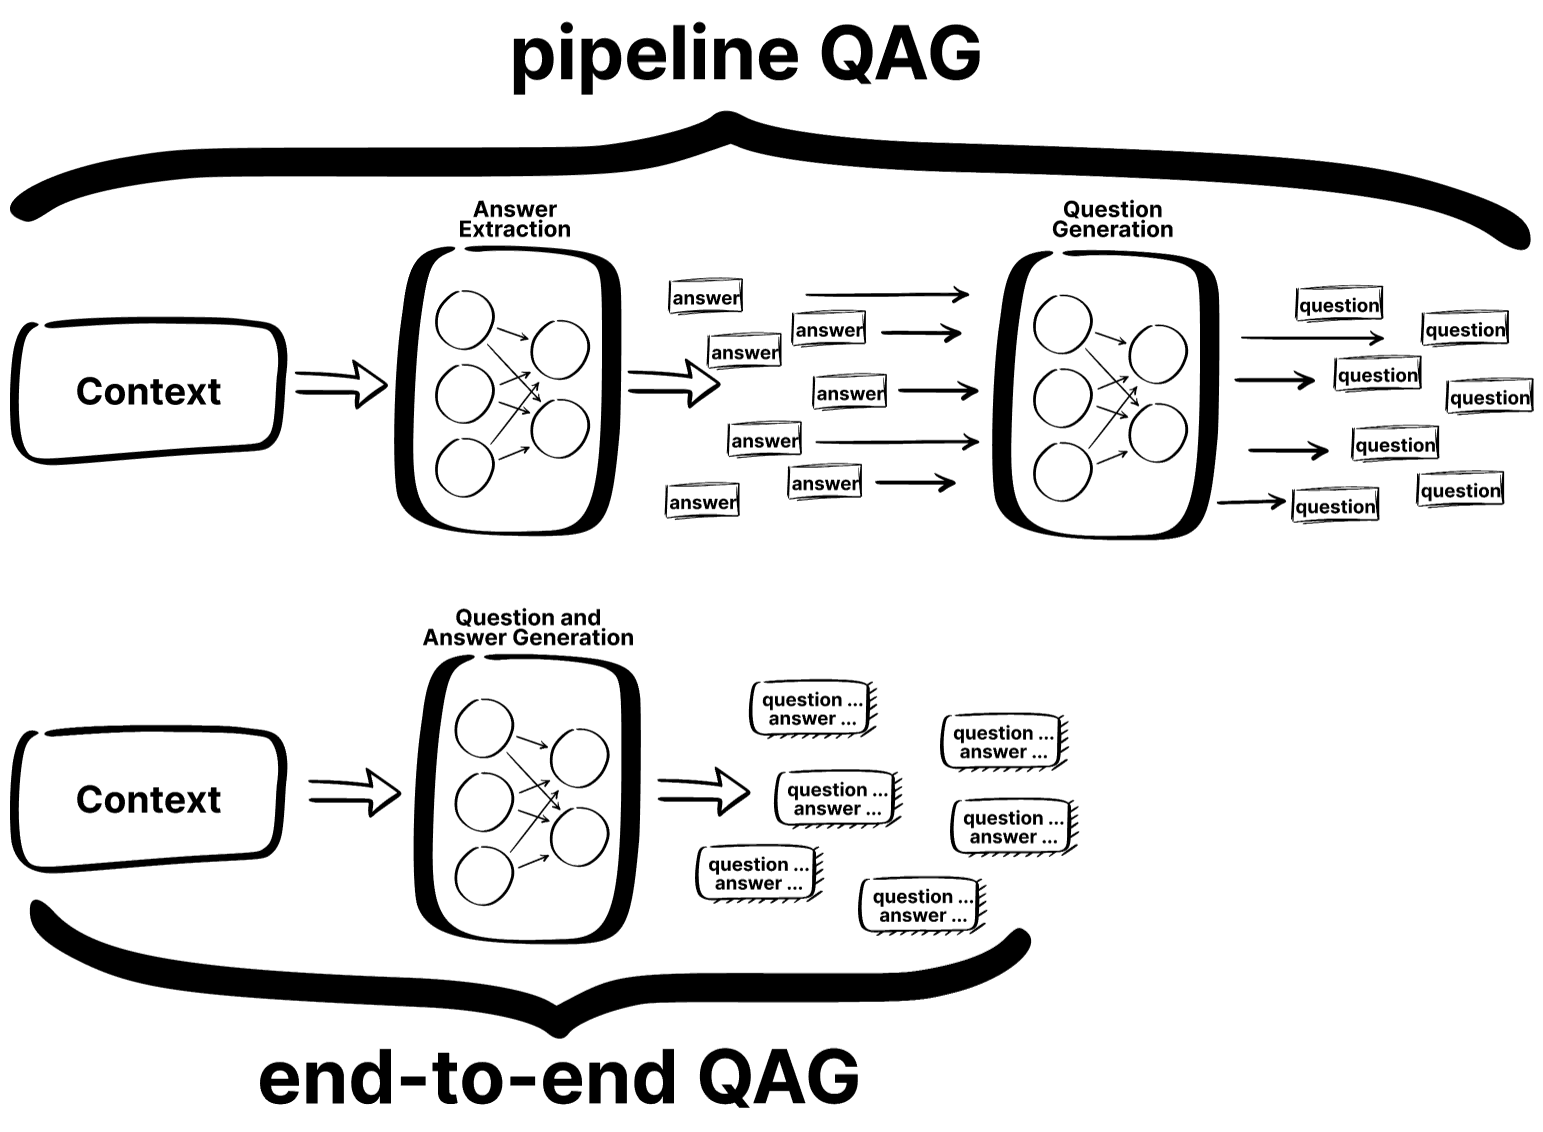 pipeline QAG
Answer
Extraction
Question
Generation
Context
answer
answer
answer
answer
answer
answer
answer
question
question
question
question
question
question
question
Question and
Answer Generation
Context
question ...
answer ...
question ...
answer ...
question ...
answer ...
question ...
answer ...
question ...
answer ...
question ...
answer ...
end-to-end QAG